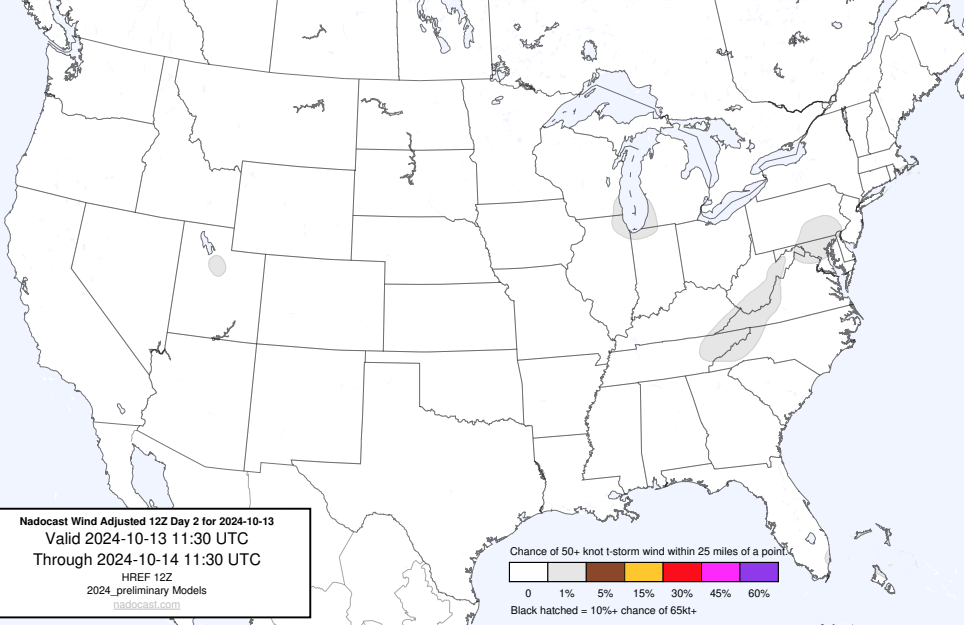 Nadocast Wind Adjusted 12Z Day 2 for 2024-10-13
Valid 2024-10-13 11:30 UTC
Through 2024-10-14 11:30 UTC
HREF 12Z
2024_preliminary Models
nadocast.com
Chance of 50+ knot t-storm wind within 25 miles of a point.
0 1% 5% 15% 30% 45% 60%
Black hatched = 10%+ chance of 65kt+